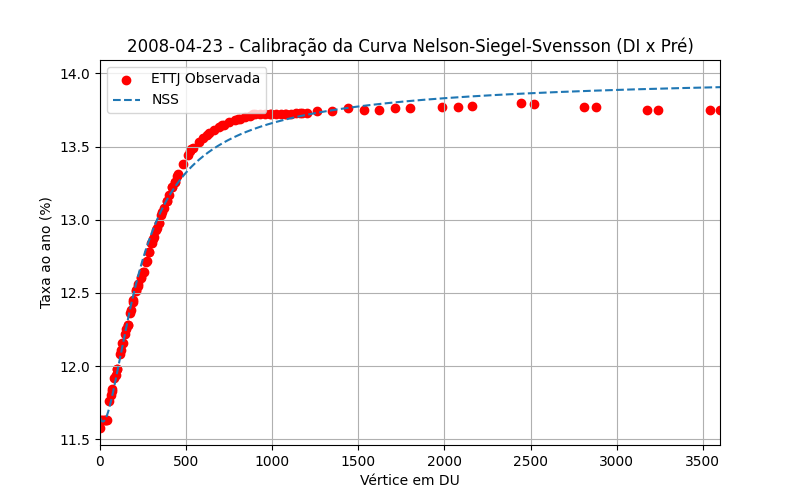 2008-04-23 - Calibração da Curva Nelson-Siegel-Svensson (DI x Pré)
ETTJ Observada
NSS
14.0
13.5
13.0
12.5
12.0
11.5
Taxa ao ano (%)
0 500 1000 1500 2000 2500 3000 3500
Vértice em DU